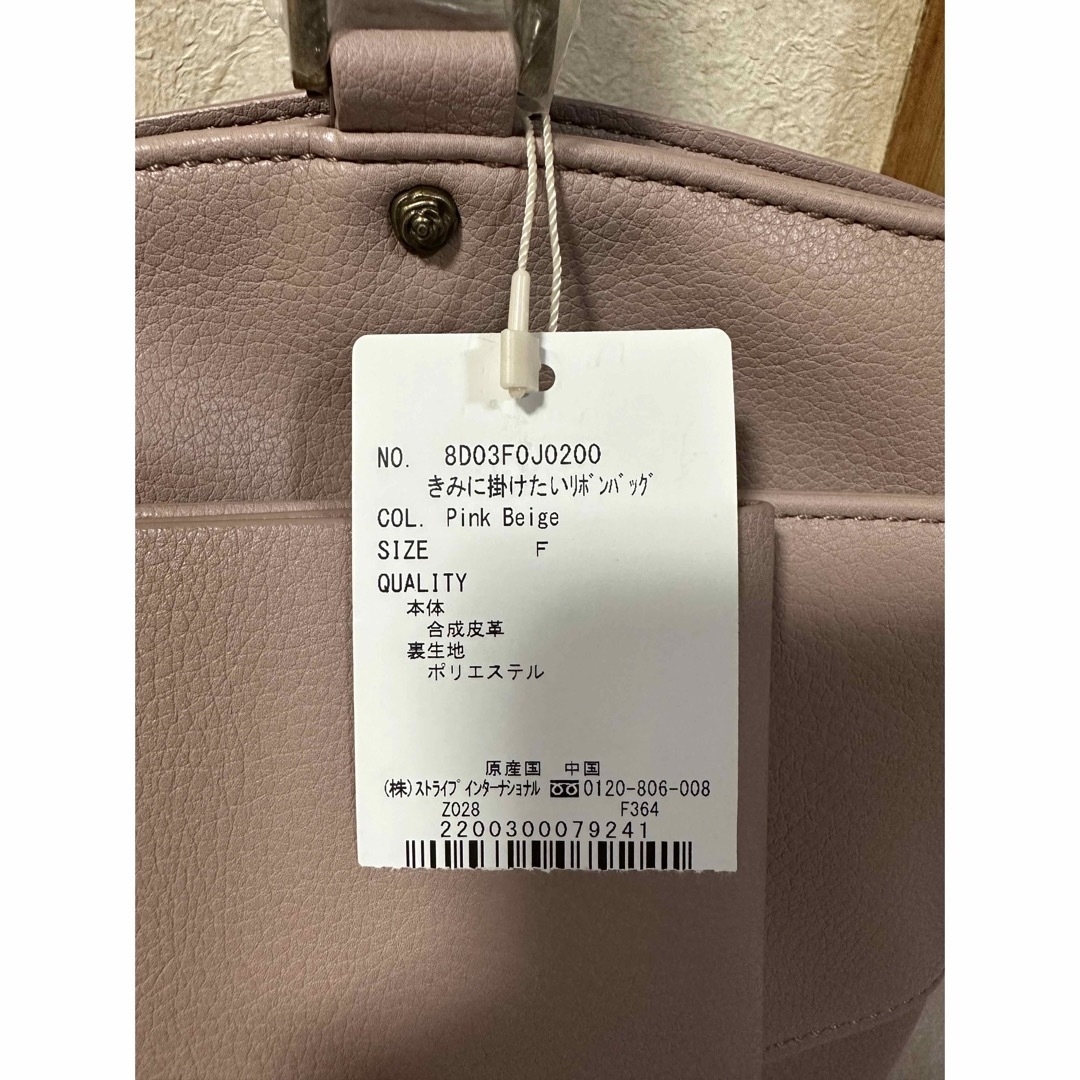 NO. 8D03F0J0200
きみに掛けたいﾘﾎﾞﾝﾊﾞｯｸﾞ
COL. Pink Beige
SIZE F
QUALITY
本体
合成皮革
裏生地
ポリエステル
原産国 中国
(株)ｽﾄﾗｲﾌﾟｲﾝﾀｰﾅｼｮﾅﾙ 0120-806-008
Z028 F364
2200300079241